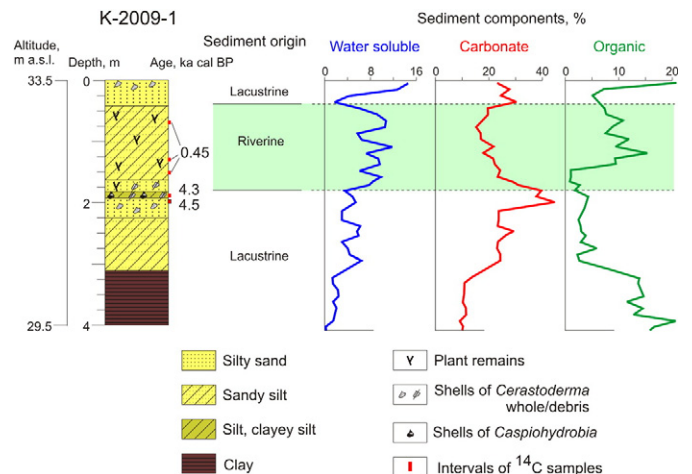 K-2009-1
Sediment components, %
Altitude,
m a.s.l.
Depth, m
Age, ka cal BP
Sediment origin
Water soluble
Carbonate
Organic
33.5
0
0 8 16
0 20 40
0 10 20
Lacustrine
0.45
Riverine
4.3
2
4.5
Lacustrine
29.5
4
Silty sand
Plant remains
Sandy silt
Shells of Cerastoderma
whole/debris
Silt, clayey silt
Shells of Caspiohydrobia
Clay
Intervals of ¹⁴C samples